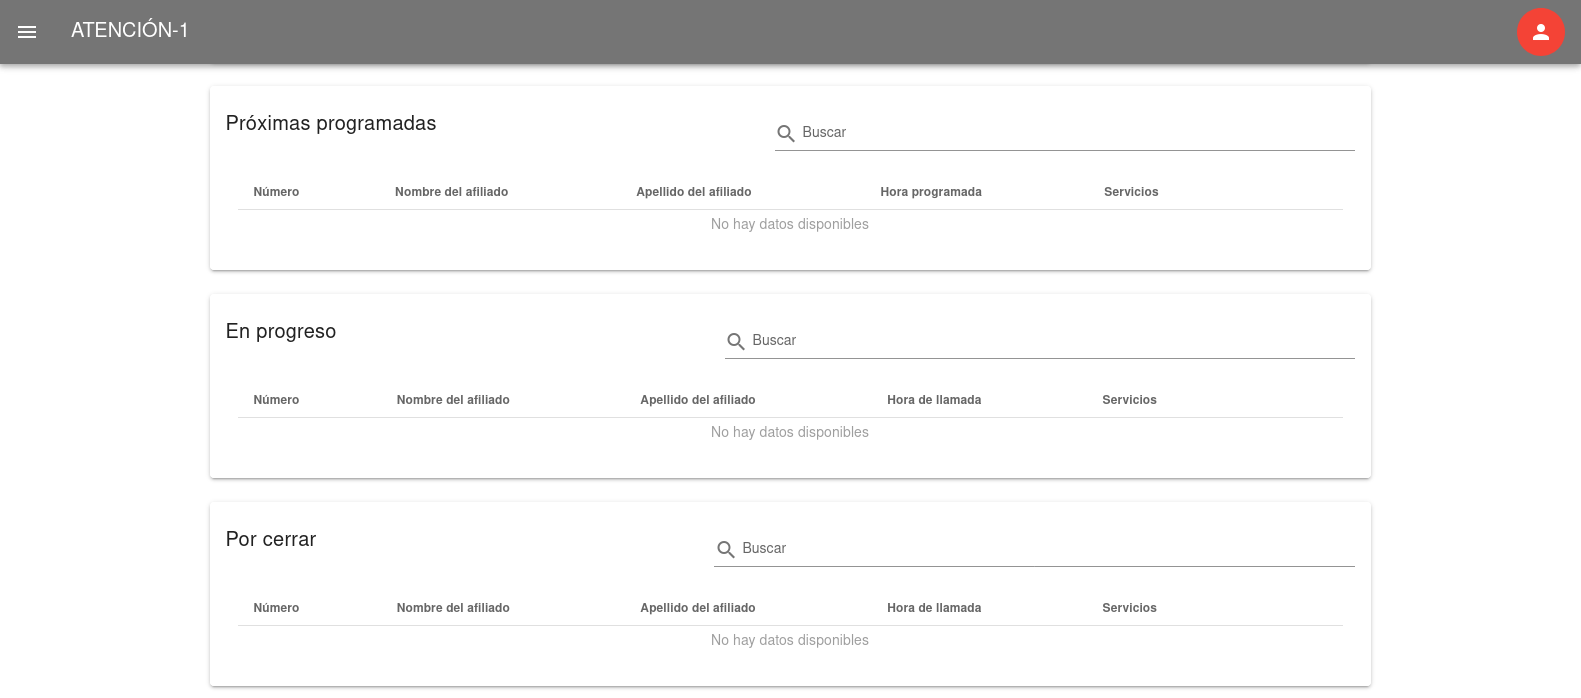 ATENCIÓN-1
Próximas programadas
Buscar
Número Nombre del afiliado Apellido del afiliado Hora programada Servicios
No hay datos disponibles
En progreso
Buscar
Número Nombre del afiliado Apellido del afiliado Hora de llamada Servicios
No hay datos disponibles
Por cerrar
Buscar
Número Nombre del afiliado Apellido del afiliado Hora de llamada Servicios
No hay datos disponibles